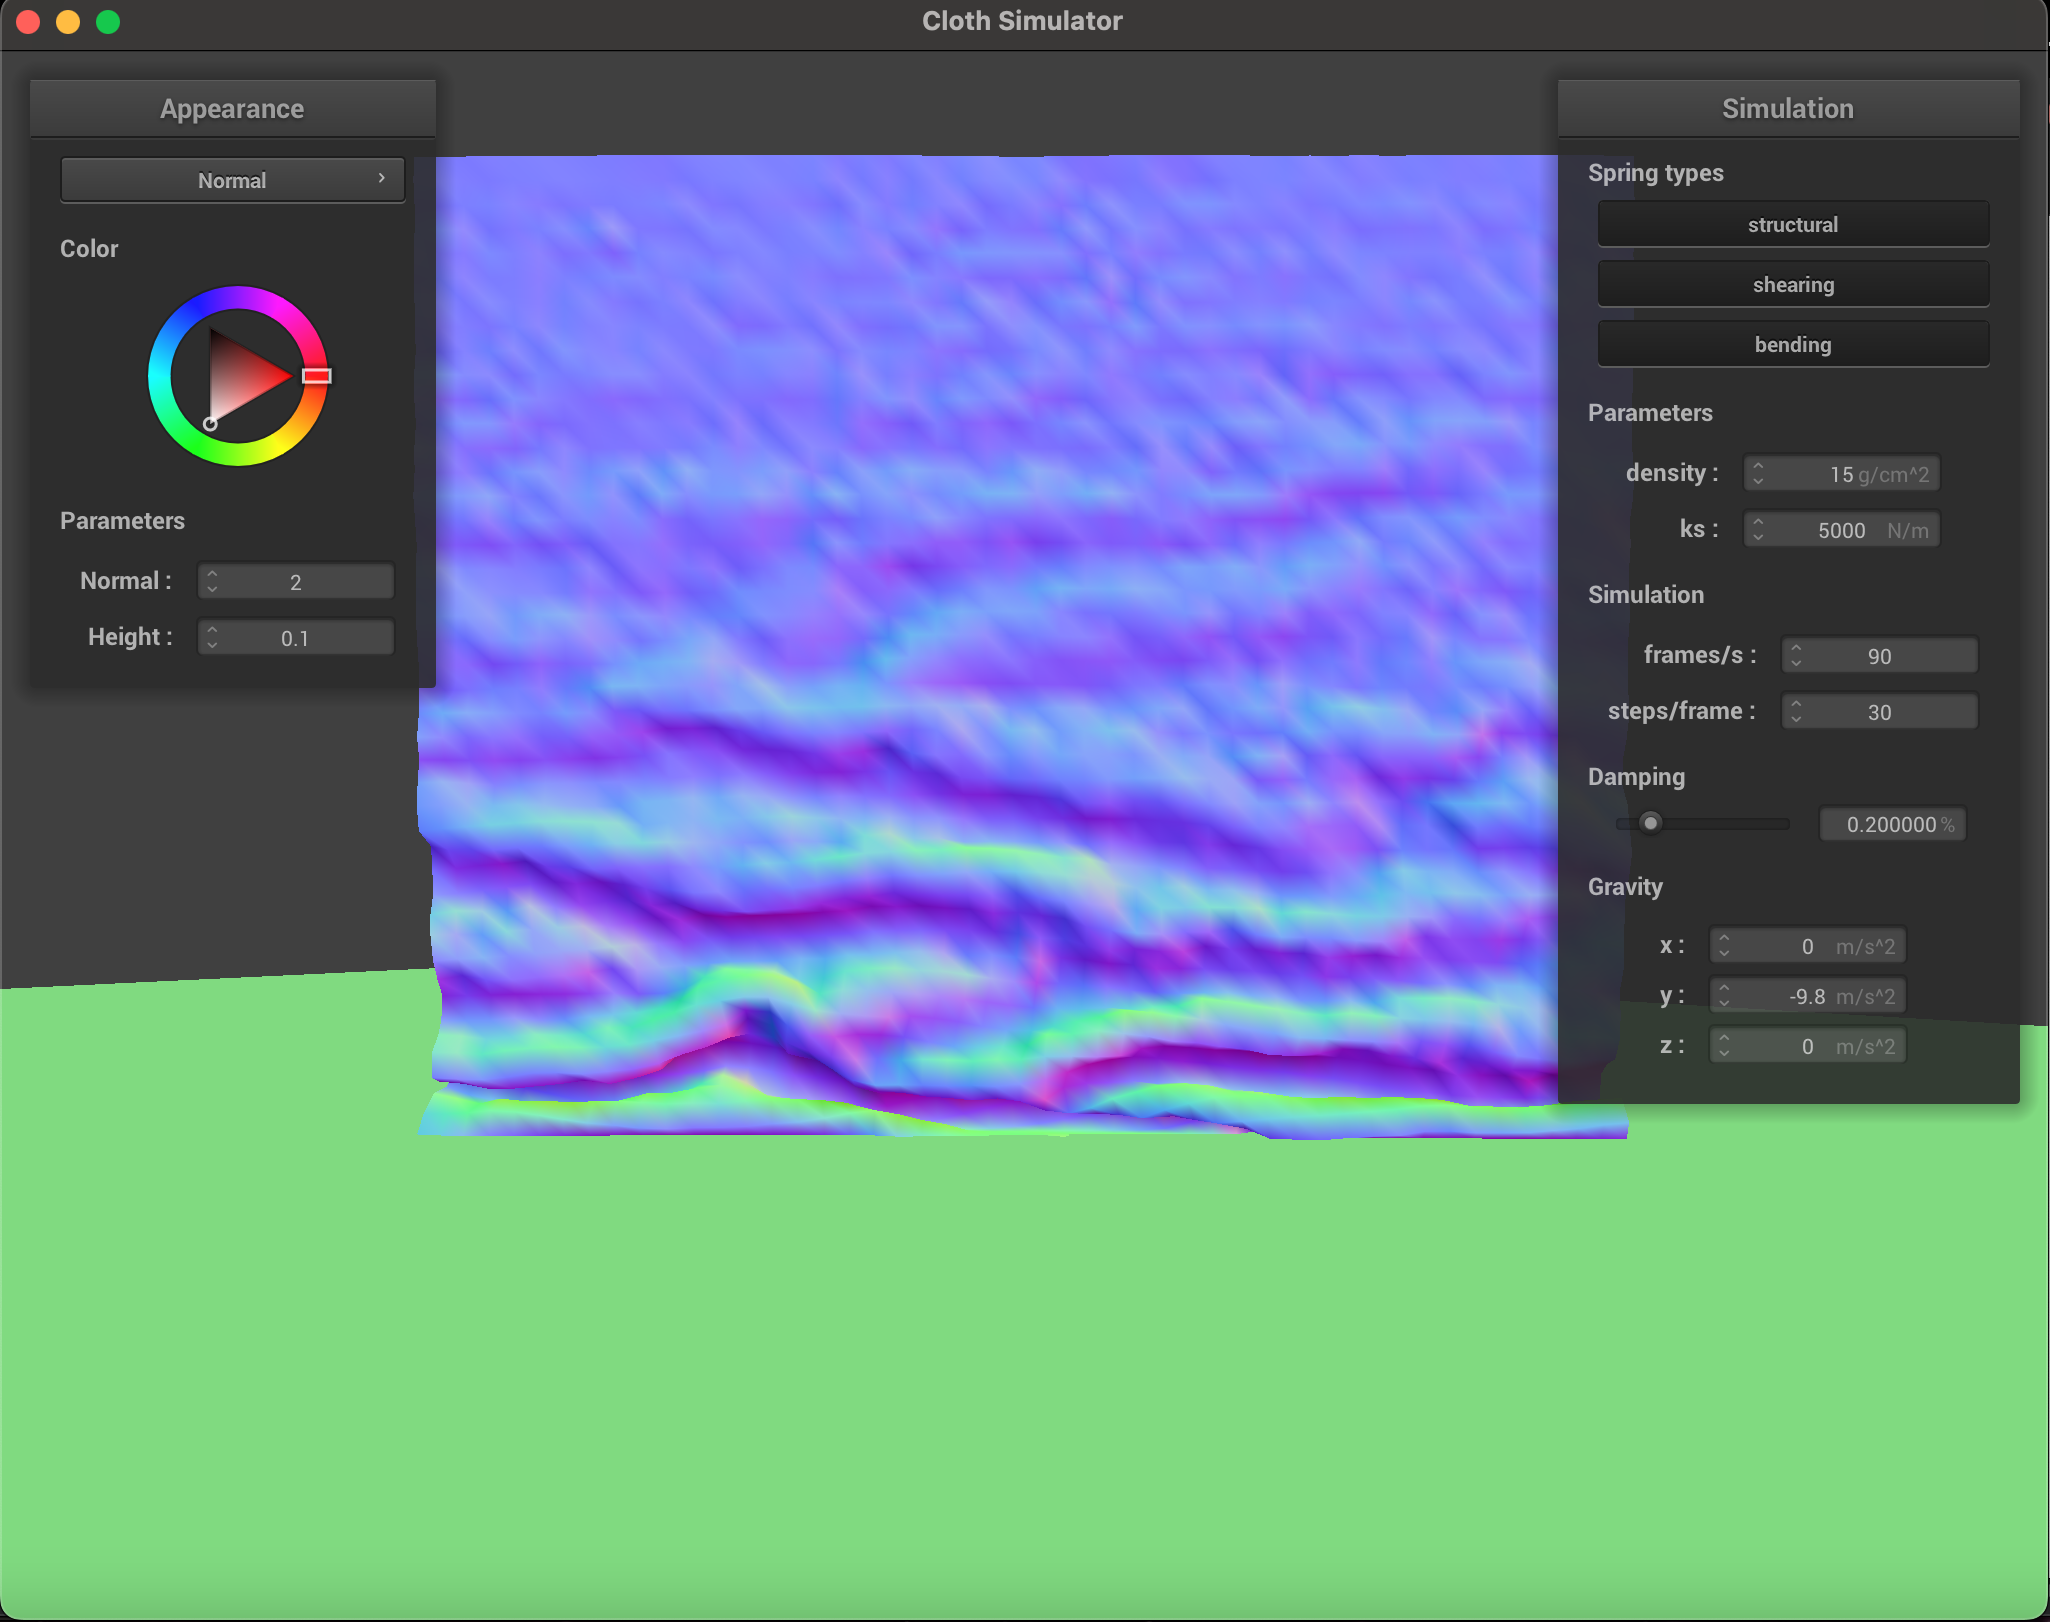 Cloth Simulator
Appearance
Normal
Color
Parameters
Normal : 2
Height : 0.1
Simulation
Spring types
structural
shearing
bending
Parameters
density : 15 g/cm^2
ks : 5000 N/m
Simulation
frames/s : 90
steps/frame : 30
Damping
0.200000 %
Gravity
x : 0 m/s^2
y : -9.8 m/s^2
z : 0 m/s^2